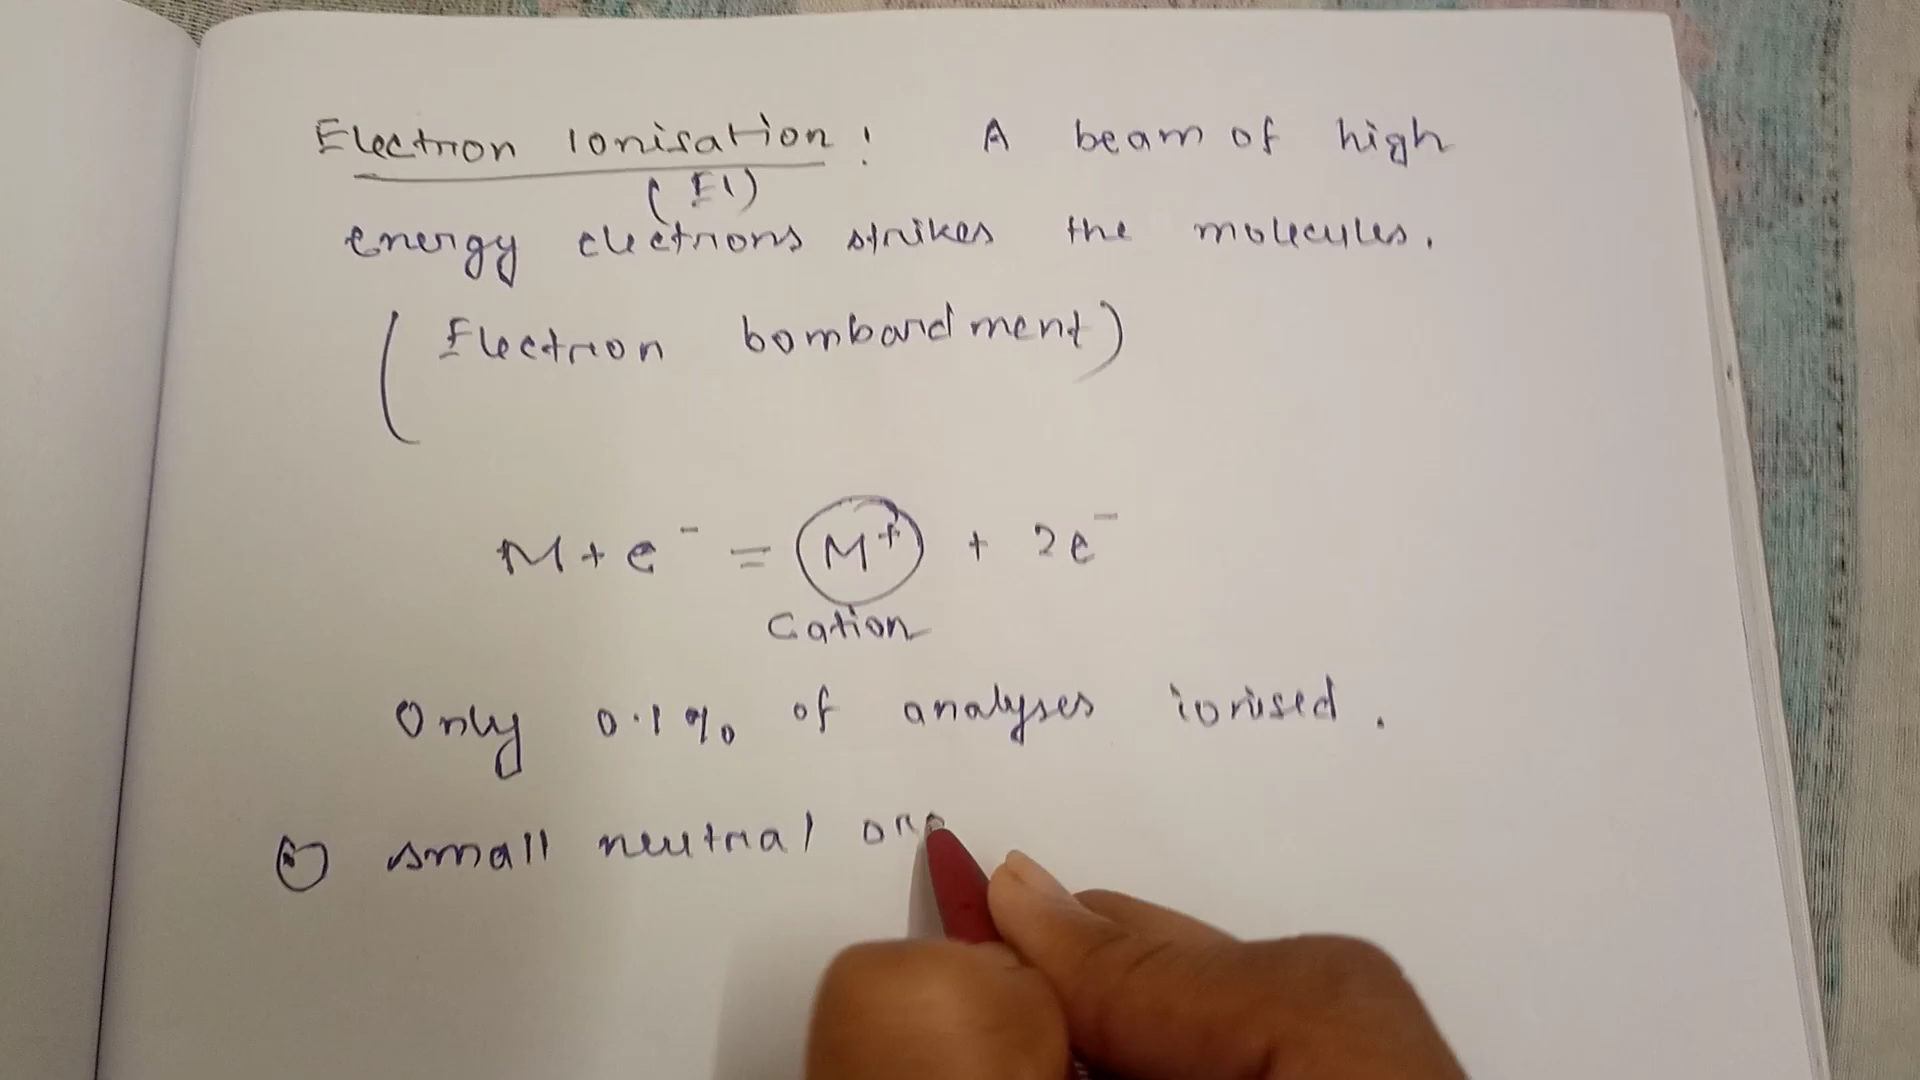 Electron Ionisation: A beam of high
(EI)
energy electrons strikes the molecules.
(Electron bombardment)
M + e⁻ = M⁺ + 2e⁻
Cation
Only 0.1% of analyses ionised.
small neutral